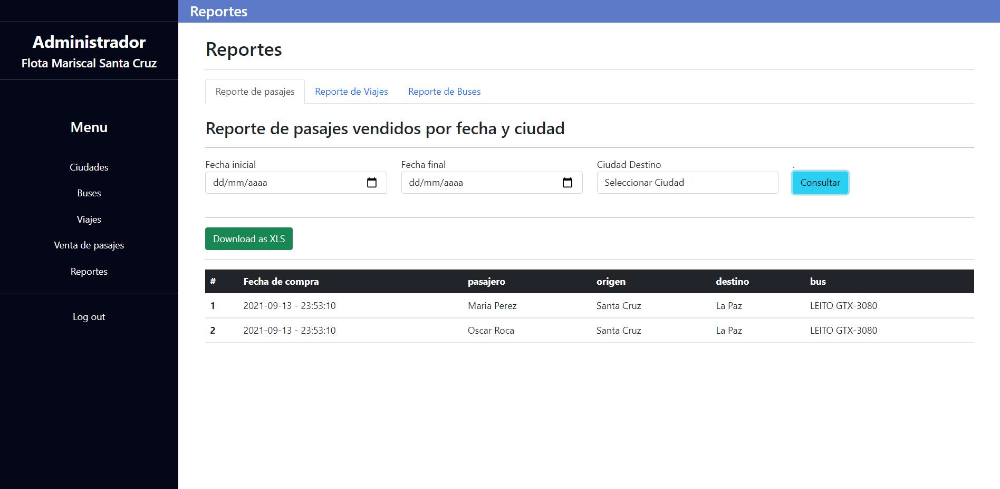 Reportes
Administrador
Flota Mariscal Santa Cruz
Menu
Ciudades
Buses
Viajes
Venta de pasajes
Reportes
Log out
Reportes
Reporte de pasajes Reporte de Viajes Reporte de Buses
Reporte de pasajes vendidos por fecha y ciudad
Fecha inicial Fecha final Ciudad Destino .
dd/mm/aaaa dd/mm/aaaa Seleccionar Ciudad Consultar
Download as XLS
# Fecha de compra pasajero origen destino bus
1 2021-09-13 - 23:53:10 Maria Perez Santa Cruz La Paz LEITO GTX-3080
2 2021-09-13 - 23:53:10 Oscar Roca Santa Cruz La Paz LEITO GTX-3080